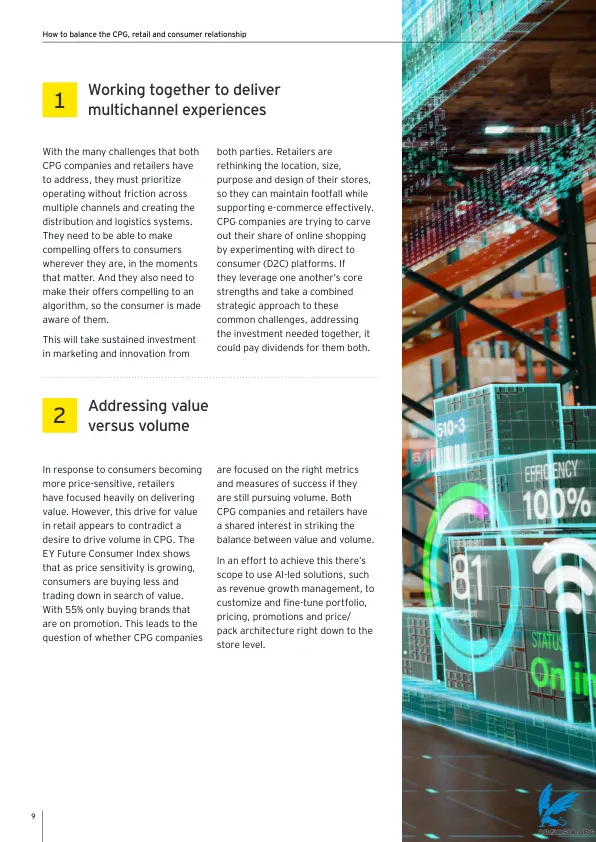 How to balance the CPG, retail and consumer relationship
1
Working together to deliver
multichannel experiences
With the many challenges that both
CPG companies and retailers have
to address, they must prioritize
operating without friction across
multiple channels and creating the
distribution and logistics systems.
They need to be able to make
compelling offers to consumers
wherever they are, in the moments
that matter. And they also need to
make their offers compelling to an
algorithm, so the consumer is made
aware of them.
This will take sustained investment
in marketing and innovation from
both parties. Retailers are
rethinking the location, size,
purpose and design of their stores,
so they can maintain footfall while
supporting e-commerce effectively.
CPG companies are trying to carve
out their share of online shopping
by experimenting with direct to
consumer (D2C) platforms. If
they leverage one another's core
strengths and take a combined
strategic approach to these
common challenges, addressing
the investment needed together, it
could pay dividends for them both.
2
Addressing value
versus volume
In response to consumers becoming
more price-sensitive, retailers
have focused heavily on delivering
value. However, this drive for value
in retail appears to contradict a
desire to drive volume in CPG. The
EY Future Consumer Index shows
that as price sensitivity is growing,
consumers are buying less and
trading down in search of value.
With 55% only buying brands that
are on promotion. This leads to the
question of whether CPG companies
are focused on the right metrics
and measures of success if they
are still pursuing volume. Both
CPG companies and retailers have
a shared interest in striking the
balance between value and volume.
In an effort to achieve this there's
scope to use AI-led solutions, such
as revenue growth management, to
customize and fine-tune portfolio,
pricing, promotions and price/
pack architecture right down to the
store level.
510-3
EFFICIENCY
100%
81
STATUS
Onlin
9